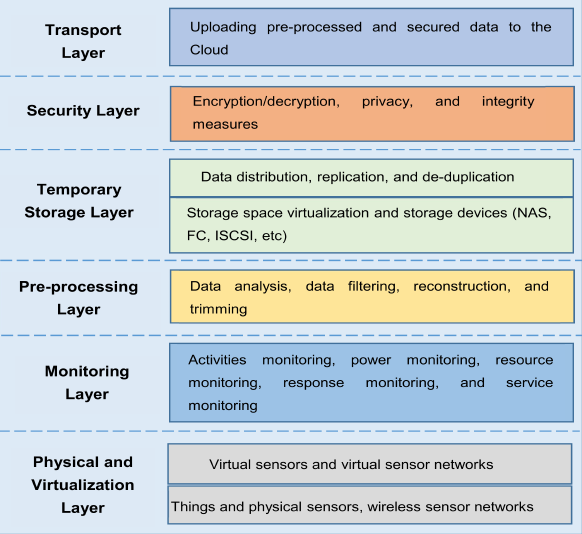 Transport
Layer
Uploading pre-processed and secured data to the
Cloud
Security Layer
Encryption/decryption, privacy, and integrity
measures
Temporary
Storage Layer
Data distribution, replication, and de-duplication
Storage space virtualization and storage devices (NAS,
FC, ISCSI, etc)
Pre-processing
Layer
Data analysis, data filtering, reconstruction, and
trimming
Monitoring
Layer
Activities monitoring, power monitoring, resource
monitoring, response monitoring, and service
monitoring
Physical and
Virtualization
Layer
Virtual sensors and virtual sensor networks
Things and physical sensors, wireless sensor networks